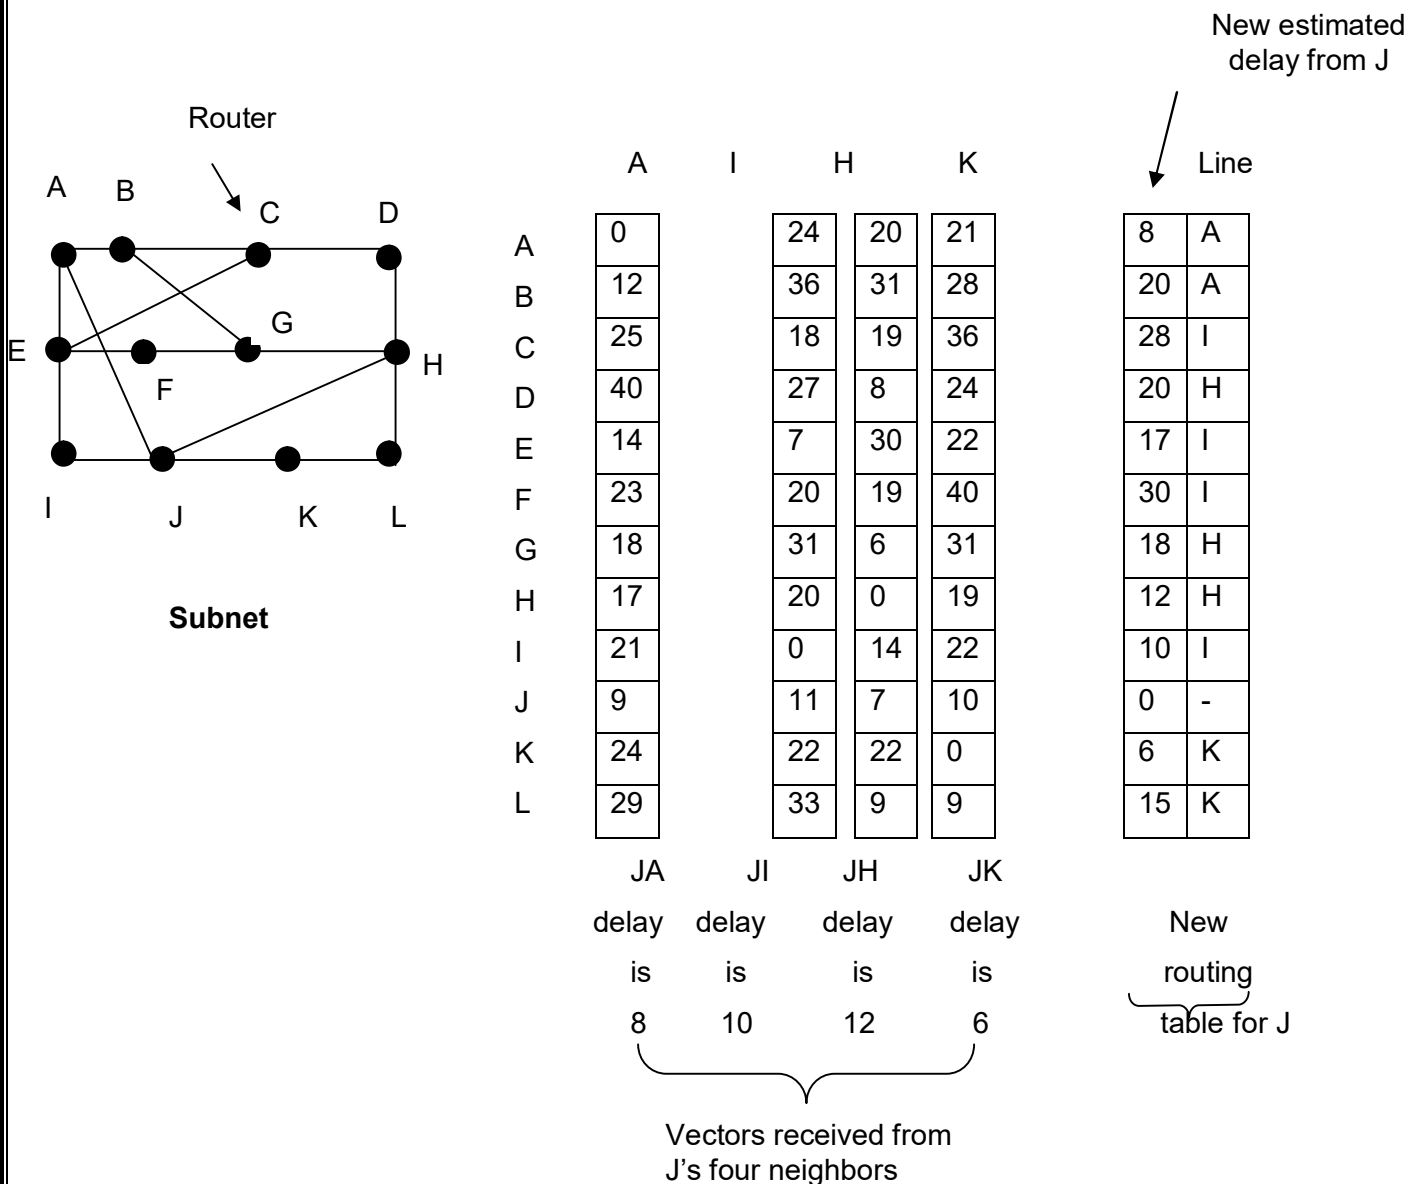 New estimated
delay from J
Router
A B C D
E F G H
I J K L
Subnet
A I H K Line
A 0 24 20 21 8 A
B 12 36 31 28 20 A
C 25 18 19 36 28 I
D 40 27 8 24 20 H
E 14 7 30 22 17 I
F 23 20 19 40 30 I
G 18 31 6 31 18 H
H 17 20 0 19 12 H
I 21 0 14 22 10 I
J 9 11 7 10 0 -
K 24 22 22 0 6 K
L 29 33 9 9 15 K
JA JI JH JK
delay delay delay delay New
is is is is routing
8 10 12 6 table for J
Vectors received from
J’s four neighbors